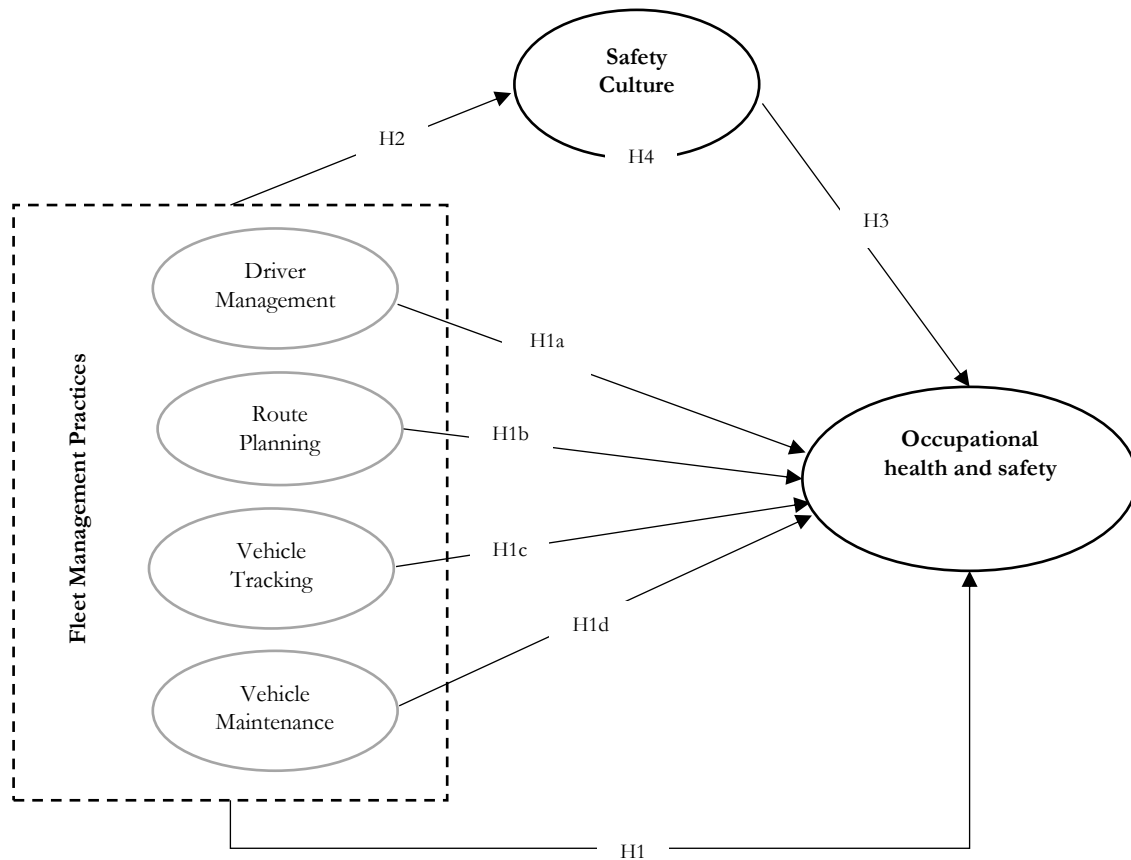 Safety
Culture
H2
H4
H3
Fleet Management Practices
Driver
Management
H1a
Route
Planning
H1b
Occupational
health and safety
Vehicle
Tracking
H1c
H1d
Vehicle
Maintenance
H1